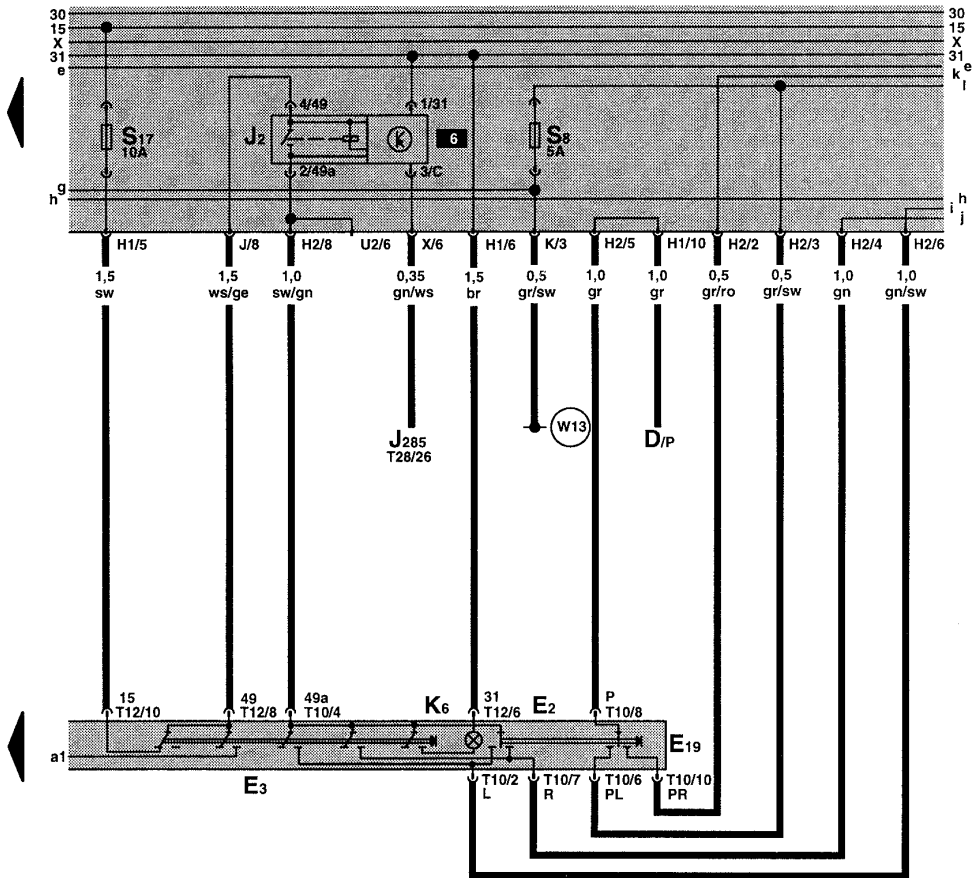 30 30
15 15
X X
31 31
e k e
l
4/49 1/31
S17 J2 6 S8
10A 5A
2/49a 3/C
g
h h
i
j
H1/5 J/8 H2/8 U2/6 X/6 H1/6 K/3 H2/5 H1/10 H2/2 H2/3 H2/4 H2/6
1,5 1,5 1,0 0,35 1,5 0,5 1,0 1,0 0,5 0,5 1,0 1,0
sw ws/ge sw/gn gn/ws br gr/sw gr gr gr/ro gr/sw gn gn/sw
J285 W13 D/P
T28/26
15 49 49a K6 31 E2 P
T12/10 T12/8 T10/4 T12/6 T10/8
E19
a1
E3 T10/2 T10/7 T10/6 T10/10
L R PL PR